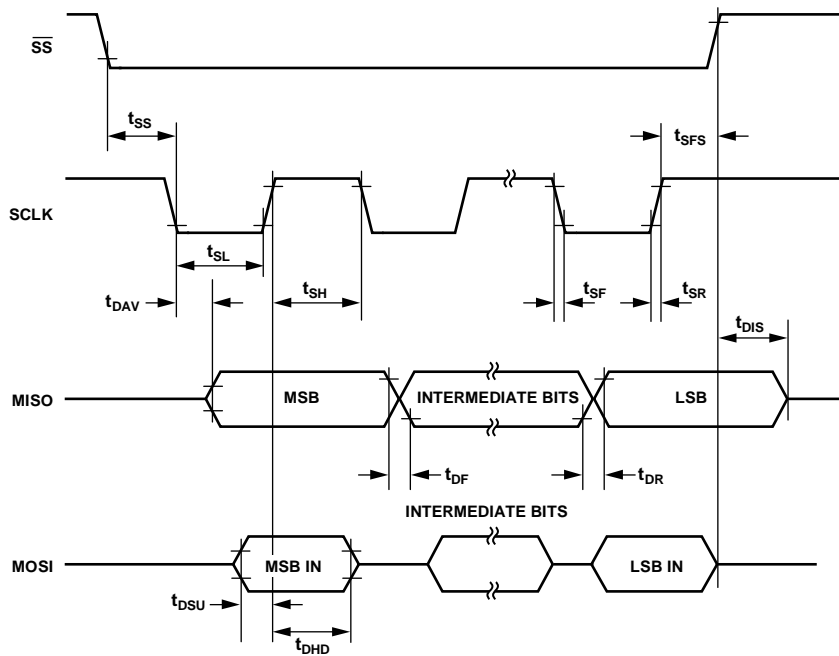 SS
tSS
tSFS
SCLK
tSL
tSH
tSF
tSR
tDAV
tDIS
MISO
MSB
INTERMEDIATE BITS
LSB
tDF
tDR
INTERMEDIATE BITS
MOSI
MSB IN
LSB IN
tDSU
tDHD